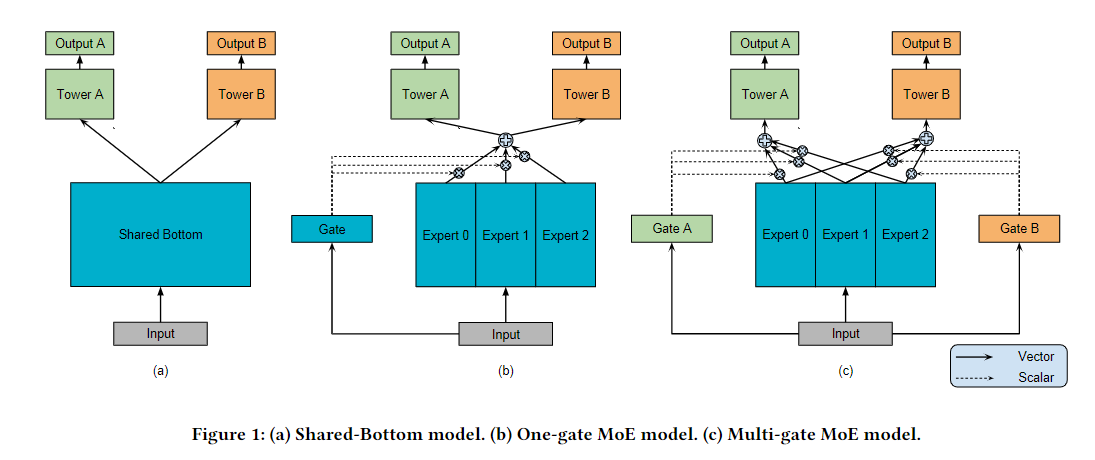 Output A
Output B
Tower A
Tower B
Shared Bottom
Input
(a)
Output A
Output B
Tower A
Tower B
Gate
Expert 0
Expert 1
Expert 2
Input
(b)
Output A
Output B
Tower A
Tower B
Gate A
Expert 0
Expert 1
Expert 2
Gate B
Input
(c)
Vector
Scalar
Figure 1: (a) Shared-Bottom model. (b) One-gate MoE model. (c) Multi-gate MoE model.